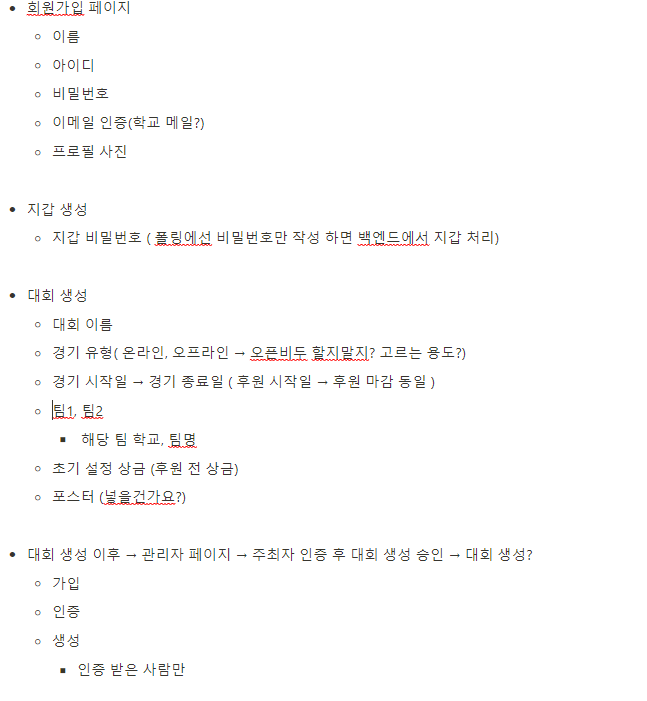 회원가입 페이지
이름
아이디
비밀번호
이메일 인증(학교 메일?)
프로필 사진
지갑 생성
지갑 비밀번호 ( 폴링에선 비밀번호만 작성 하면 백엔드에서 지갑 처리)
대회 생성
대회 이름
경기 유형( 온라인, 오프라인 → 오픈비두 할지말지? 고르는 용도?)
경기 시작일 → 경기 종료일 ( 후원 시작일 → 후원 마감 동일 )
팀1, 팀2
해당 팀 학교, 팀명
초기 설정 상금 (후원 전 상금)
포스터 (넣을건가요?)
대회 생성 이후 → 관리자 페이지 → 주최자 인증 후 대회 생성 승인 → 대회 생성?
가입
인증
생성
인증 받은 사람만